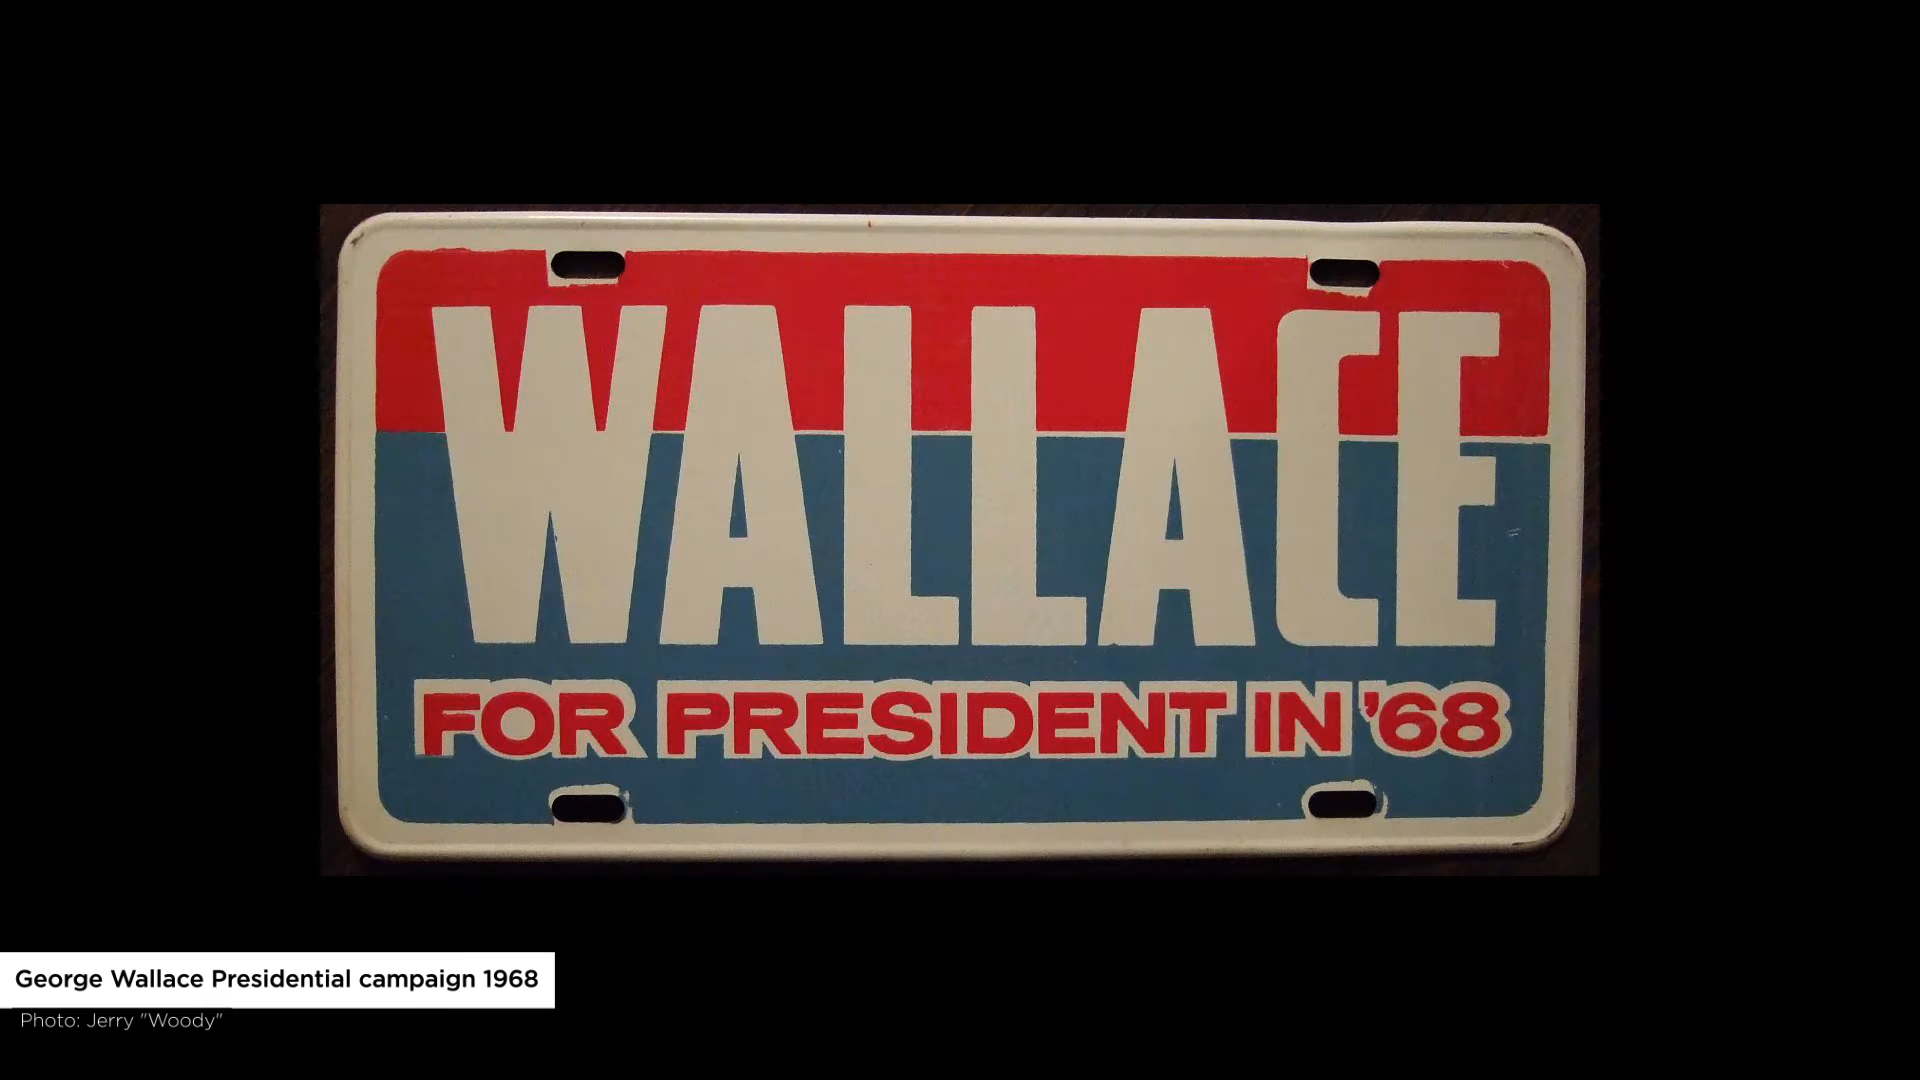 WALLACE
FOR PRESIDENT IN '68
George Wallace Presidential campaign 1968
Photo: Jerry "Woody"